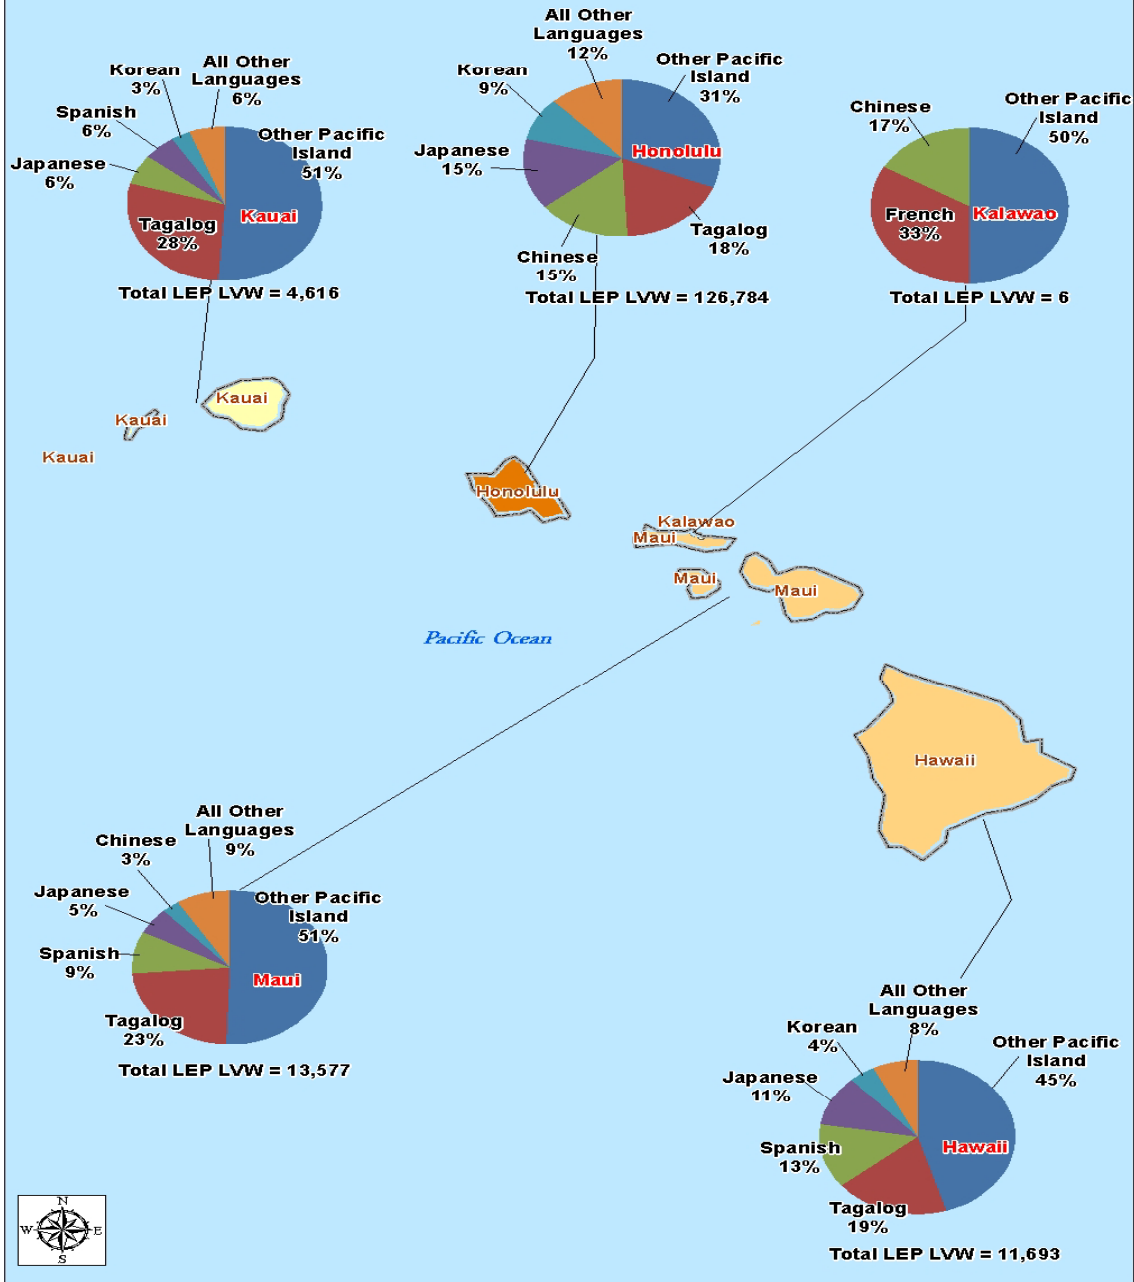 All Other
Languages
6%
Korean
3%
Spanish
6%
Japanese
6%
Other Pacific
Island
51%
Tagalog
28%
Kauai
Total LEP LVW = 4,616
All Other
Languages
12%
Korean
9%
Other Pacific
Island
31%
Japanese
15%
Honolulu
Chinese
15%
Tagalog
18%
Total LEP LVW = 126,784
Chinese
17%
Other Pacific
Island
50%
French
33%
Kalawao
Total LEP LVW = 6
Kauai
Kauai
Kauai
Honolulu
Kalawao
Maui
Maui
Maui
Pacific Ocean
Hawaii
All Other
Languages
9%
Chinese
3%
Japanese
5%
Spanish
9%
Other Pacific
Island
51%
Maui
Tagalog
23%
Total LEP LVW = 13,577
All Other
Languages
8%
Korean
4%
Other Pacific
Island
45%
Japanese
11%
Spanish
13%
Hawaii
Tagalog
19%
Total LEP LVW = 11,693
N
W E
S